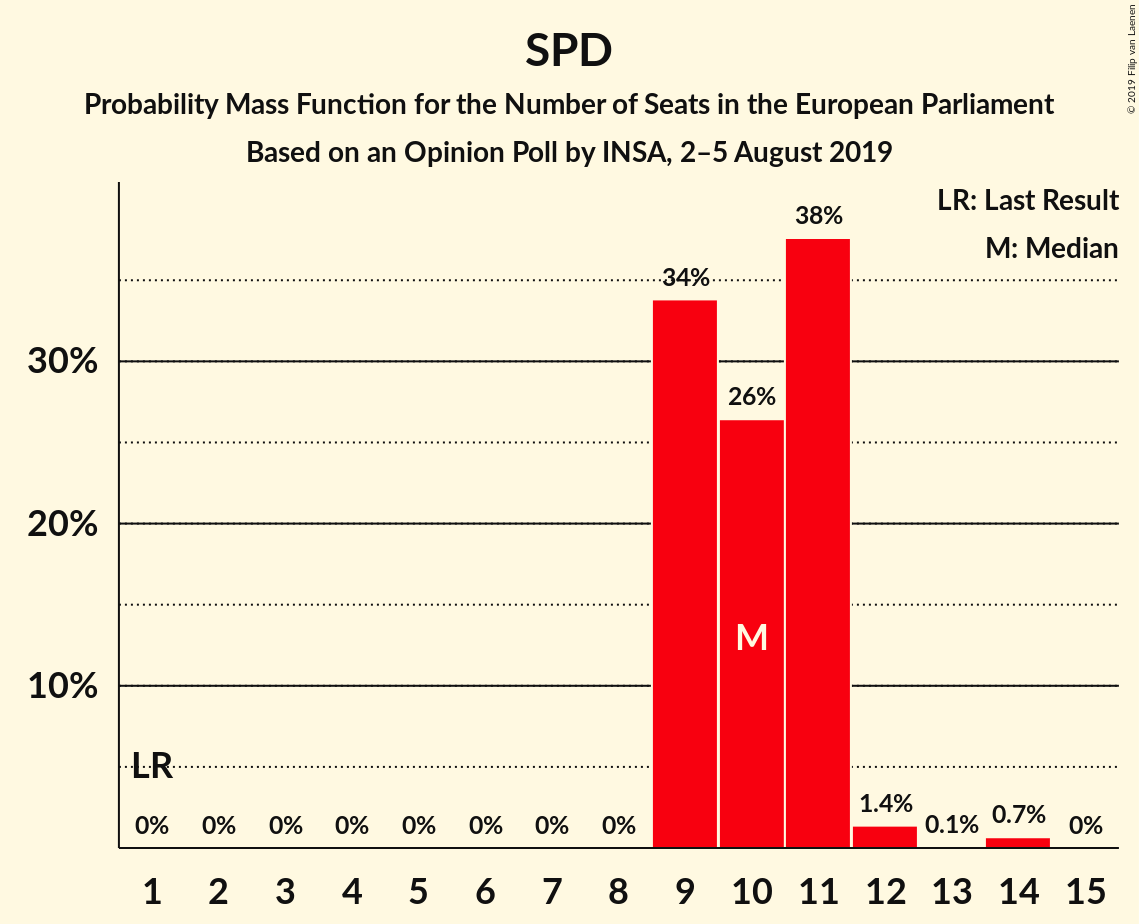 SPD
Probability Mass Function for the Number of Seats in the European Parliament
Based on an Opinion Poll by INSA, 2–5 August 2019
© 2019 Filip van Laenen
LR: Last Result
M: Median
38%
34%
30%
26%
20%
M
10%
LR
0% 0% 0% 0% 0% 0% 0% 0% 1.4% 0.1% 0.7% 0%
1 2 3 4 5 6 7 8 9 10 11 12 13 14 15